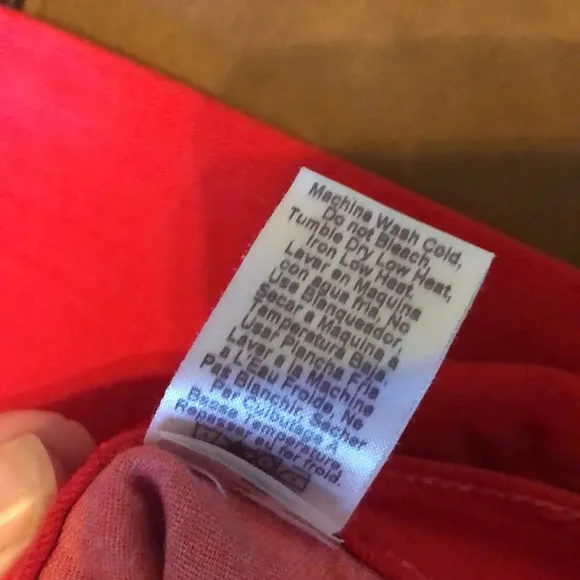 Machine Wash Cold,
Do not Bleach,
Tumble Dry Low Heat,
Iron Low Heat.
Lavar en Maquina
con agua fria, No
Use Blanqueador,
Secar a Maquina a
Temperatura Baja.
Usar Plancha Fria
Laver a la Machine
a L'Eau Froide, Ne
Pas Blanchir, Secher
Par Culbutage A
Basse Temperature,
Repasser au fer froid.